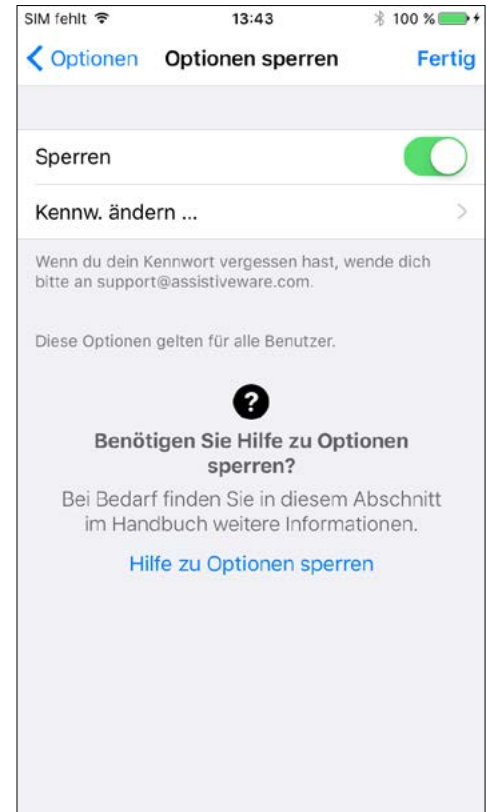 SIM fehlt 13:43 100 %
Optionen Optionen sperren Fertig
Sperren
Kennw. ändern ...
Wenn du dein Kennwort vergessen hast, wende dich
bitte an support@assistiveware.com.
Diese Optionen gelten für alle Benutzer.
?
Benötigen Sie Hilfe zu Optionen
sperren?
Bei Bedarf finden Sie in diesem Abschnitt
im Handbuch weitere Informationen.
Hilfe zu Optionen sperren